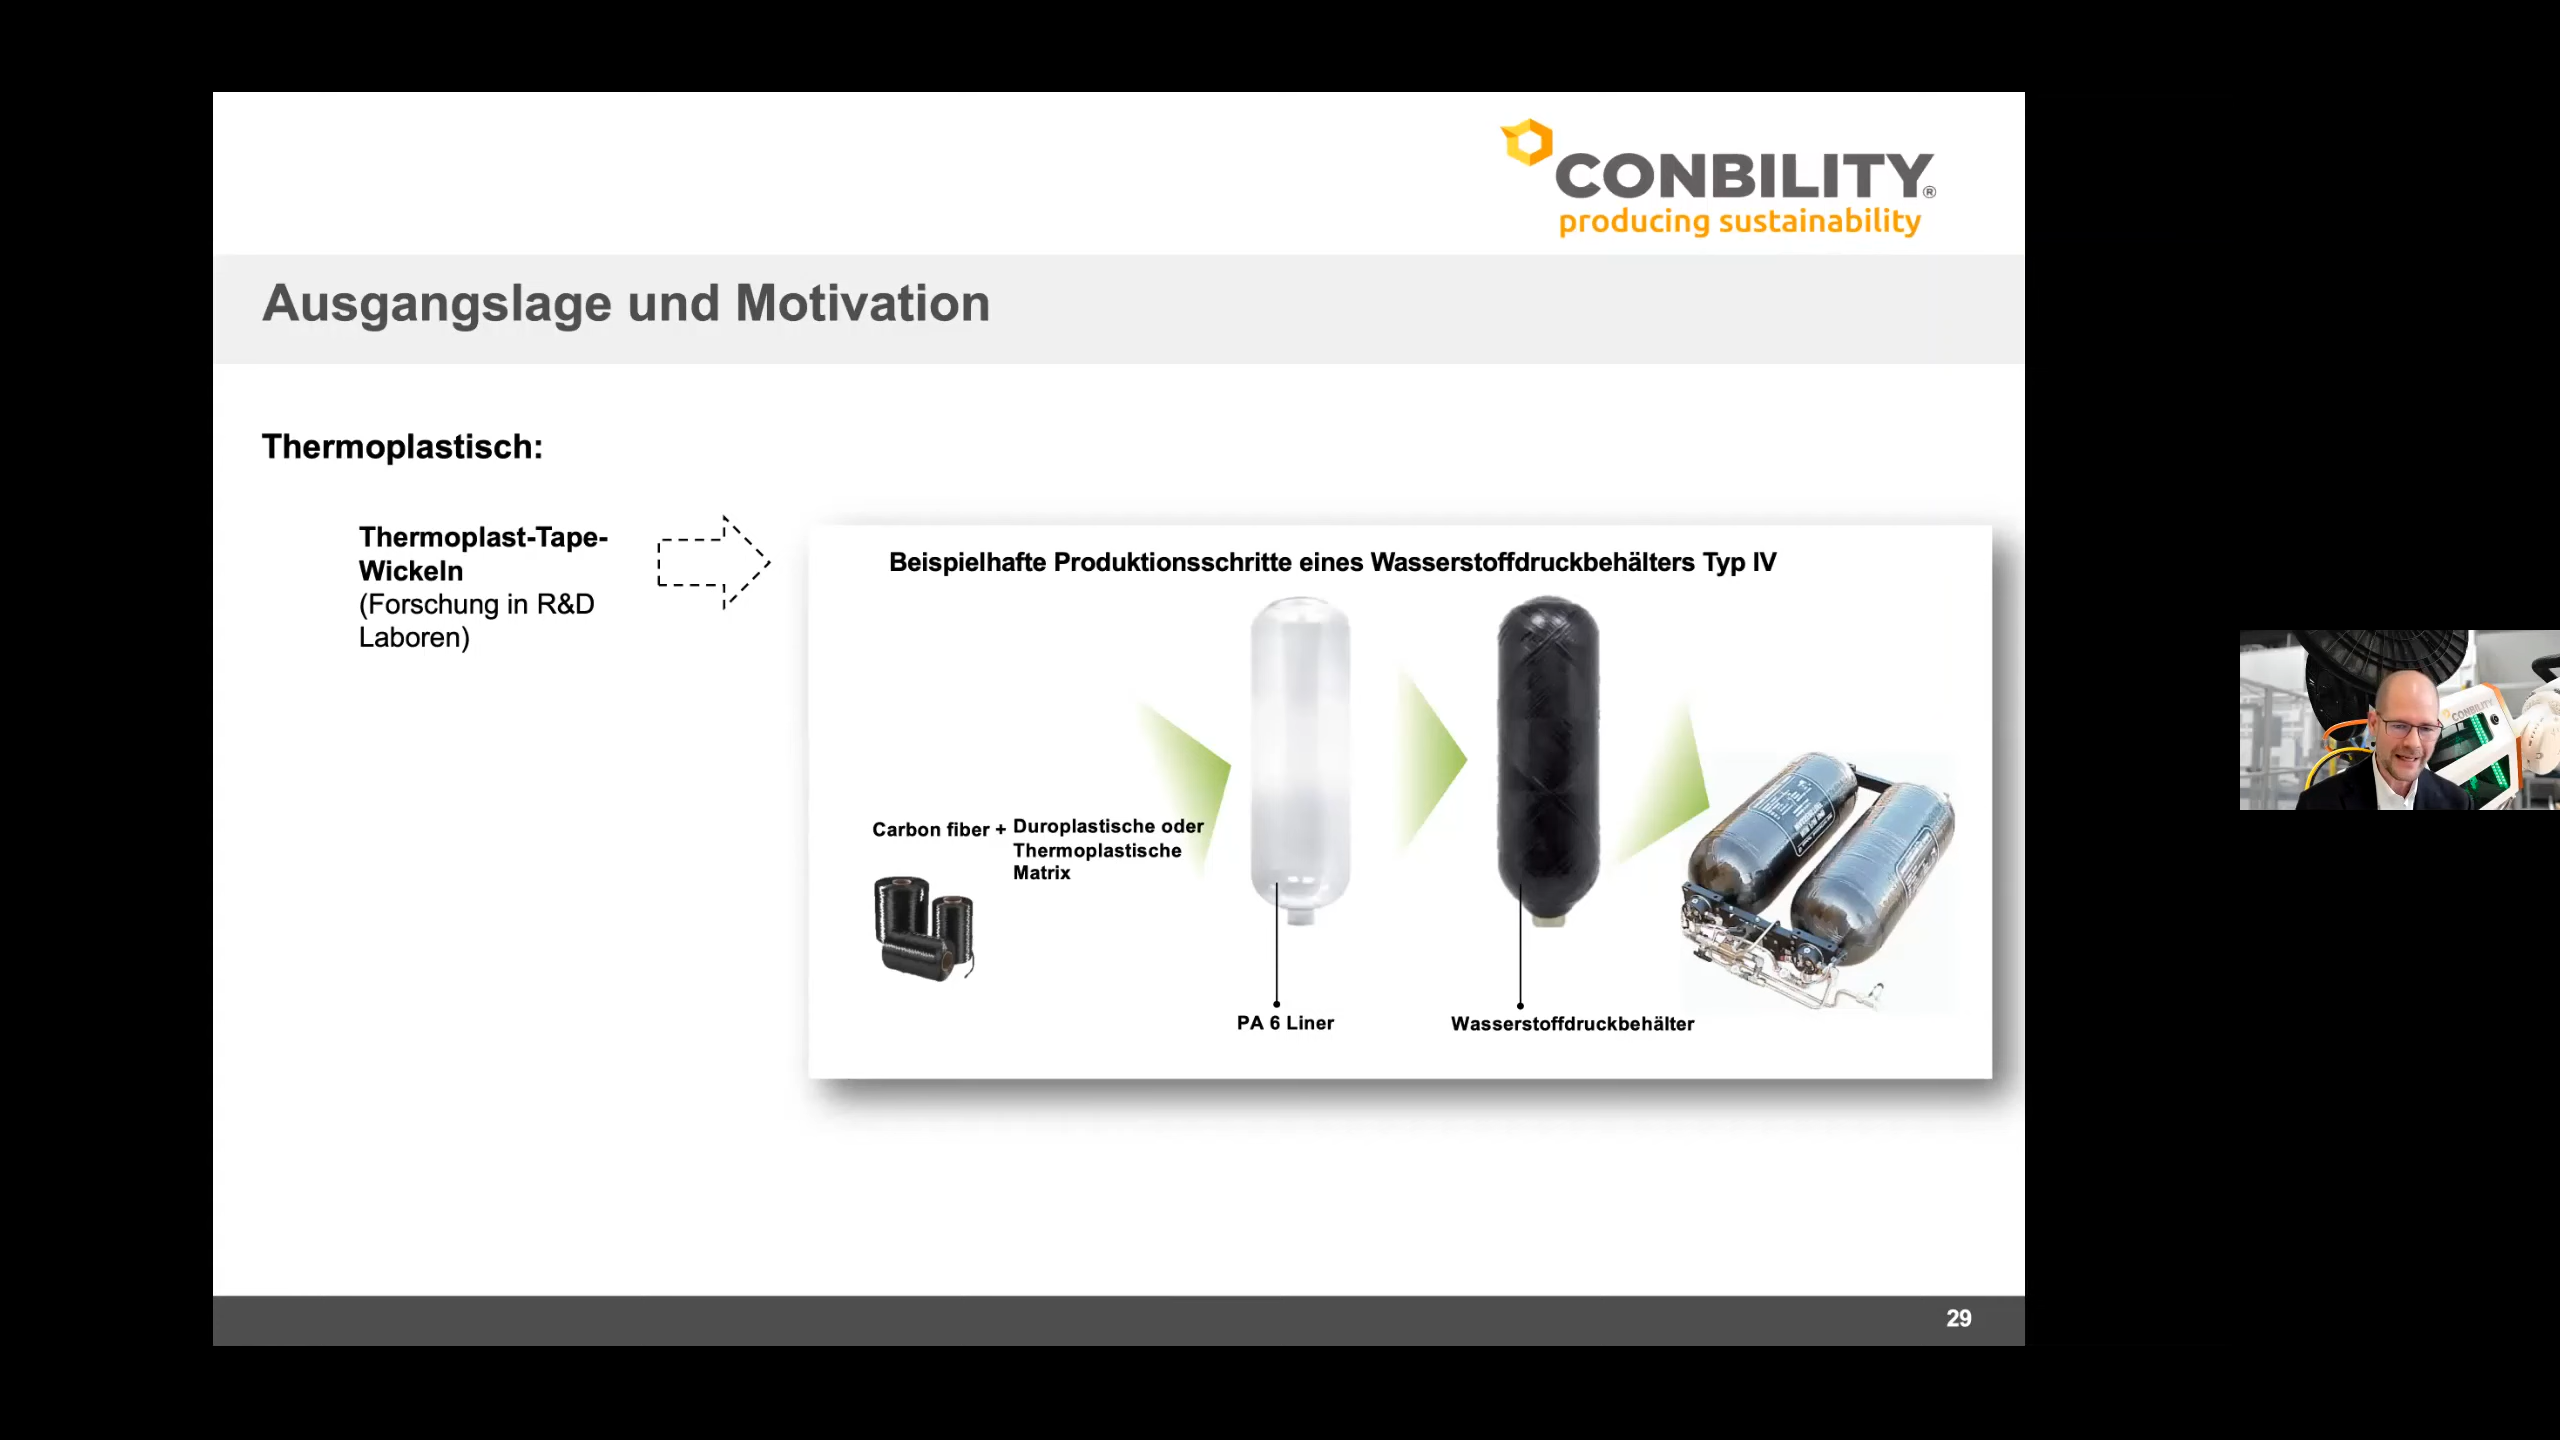 CONBILITY®
producing sustainability
Ausgangslage und Motivation
Thermoplastisch:
Thermoplast-Tape-
Wickeln
(Forschung in R&D
Laboren)
Beispielhafte Produktionsschritte eines Wasserstoffdruckbehälters Typ IV
Carbon fiber + Duroplastische oder
Thermoplastische
Matrix
PA 6 Liner
Wasserstoffdruckbehälter
29
CONBILITY